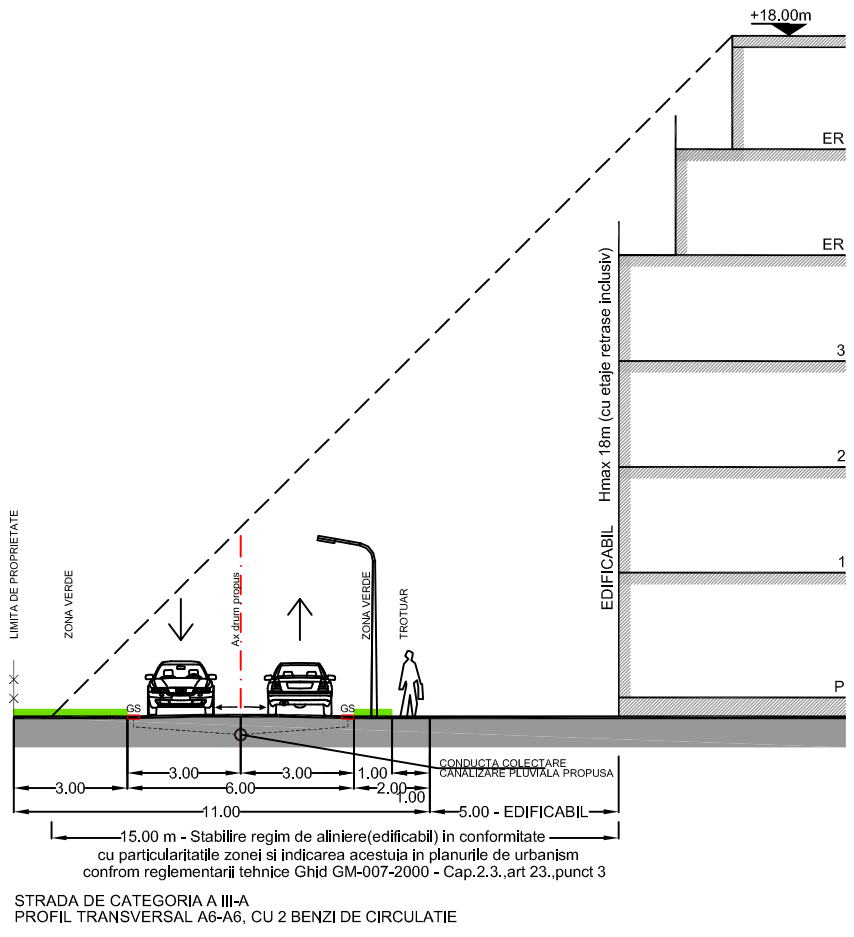 +18.00m
ER
ER
3
2
1
P
Hmax 18m (cu etaje retrase inclusiv)
EDIFICABIL
LIMITA DE PROPRIETATE
ZONA VERDE
Ax drum propus
ZONA VERDE
TROTUAR
GS
GS
CONDUCTA COLECTARE
CANALIZARE PLUVIALA PROPUSA
3.00
3.00
1.00
3.00
6.00
2.00
1.00
11.00
5.00 - EDIFICABIL
15.00 m - Stabilire regim de aliniere(edificabil) in conformitate
cu particularitatile zonei si indicarea acestuia in planurile de urbanism
confrom reglementarii tehnice Ghid GM-007-2000 - Cap.2.3.,art 23.,punct 3
STRADA DE CATEGORIA A III-A
PROFIL TRANSVERSAL A6-A6, CU 2 BENZI DE CIRCULATIE